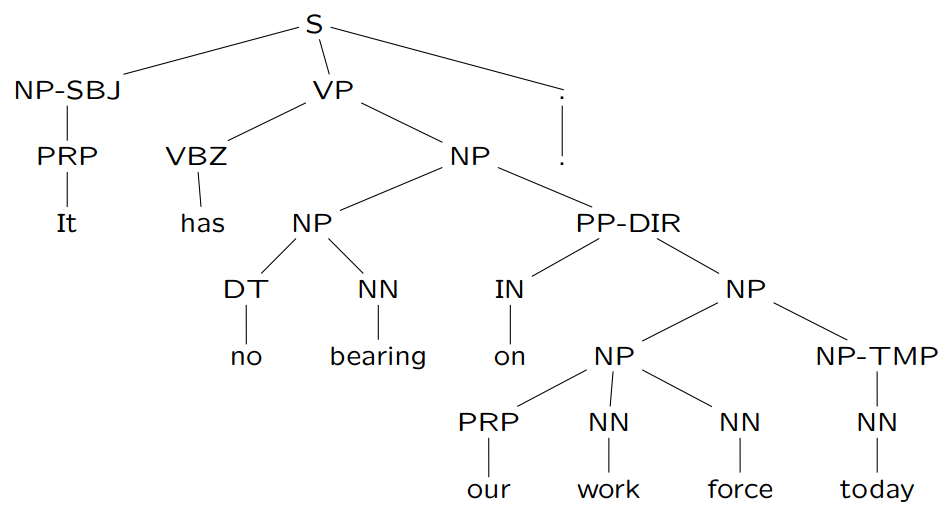 S
NP-SBJ VP .
PRP VBZ NP .
It has NP PP-DIR
DT NN IN NP
no bearing on NP NP-TMP
PRP NN NN NN
our work force today